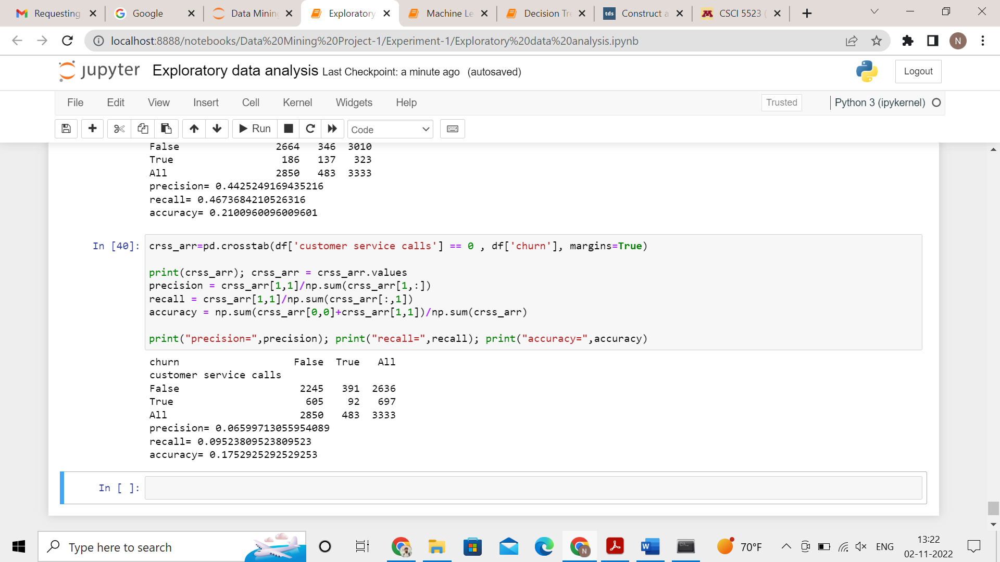 Requesting
Google
Data Minin
Exploratory
Machine Le
Decision Tre
tds Construct a
CSCI 5523 (
localhost:8888/notebooks/Data%20Mining%20Project-1/Experiment-1/Exploratory%20data%20analysis.ipynb
N
jupyter Exploratory data analysis Last Checkpoint: a minute ago (autosaved)
Logout
File Edit View Insert Cell Kernel Widgets Help
Trusted
Python 3 (ipykernel)
Run
Code
False 2664 346 3010
True 186 137 323
All 2850 483 3333
precision= 0.4425249169435216
recall= 0.4673684210526316
accuracy= 0.2100960096009601
In [40]: crss_arr=pd.crosstab(df['customer service calls'] == 0 , df['churn'], margins=True)
print(crss_arr); crss_arr = crss_arr.values
precision = crss_arr[1,1]/np.sum(crss_arr[1,:])
recall = crss_arr[1,1]/np.sum(crss_arr[:,1])
accuracy = np.sum(crss_arr[0,0]+crss_arr[1,1])/np.sum(crss_arr)
print("precision=",precision); print("recall=",recall); print("accuracy=",accuracy)
churn False True All
customer service calls
False 2245 391 2636
True 605 92 697
All 2850 483 3333
precision= 0.06599713055954089
recall= 0.09523809523809523
accuracy= 0.1752925292529253
In [ ]:
Type here to search
N
W
70°F
ENG
13:22
02-11-2022